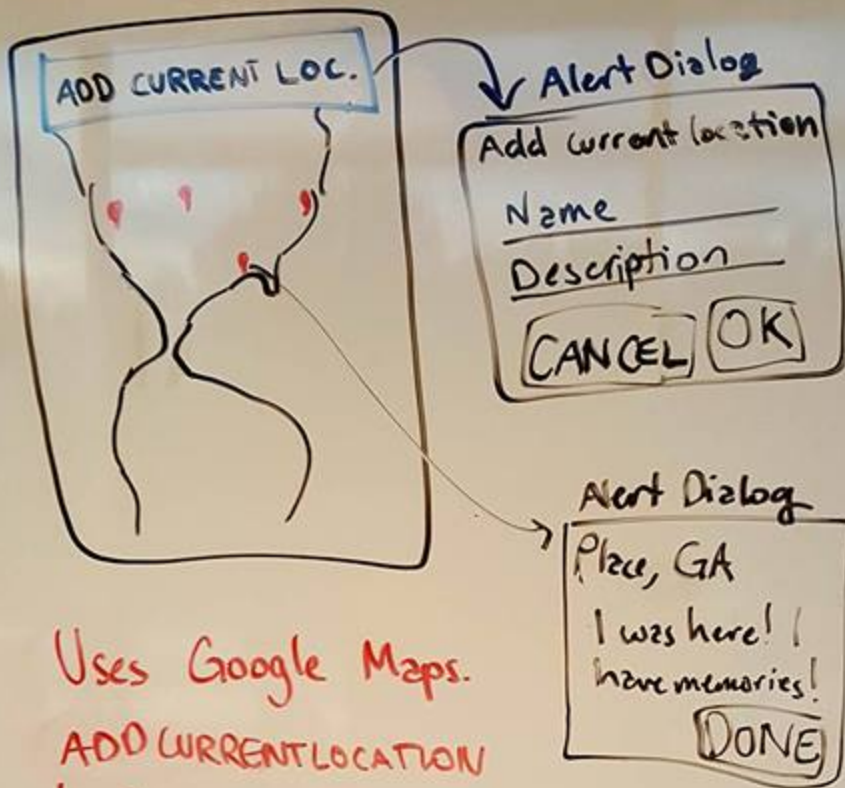 ADD CURRENT LOC.
Alert Dialog
Add current location
Name
Description
CANCEL OK
Alert Dialog
Place, GA
I was here! I
have memories!
DONE
Uses Google Maps.
ADD CURRENT LOCATION